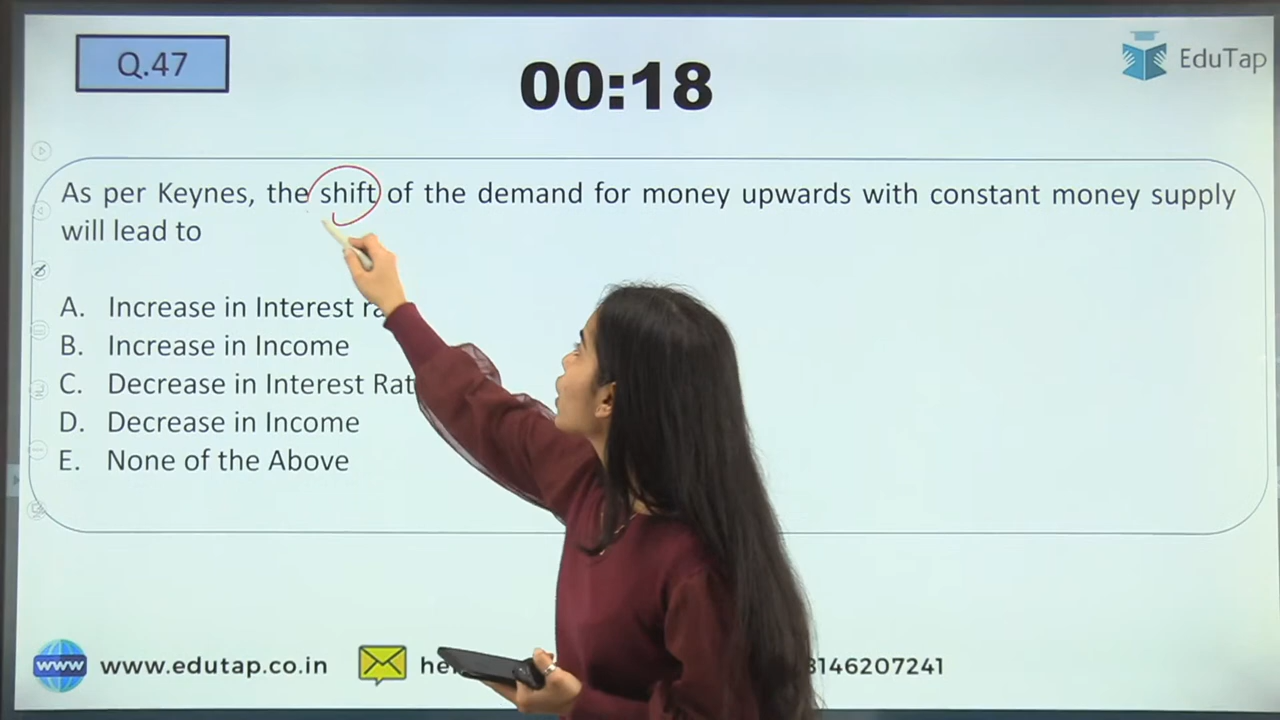 Q.47
00:18
EduTap
As per Keynes, the shift of the demand for money upwards with constant money supply
will lead to
A. Increase in Interest
B. Increase in Income
C. Decrease in Interest
D. Decrease in Income
E. None of the Above
www www.edutap.co.in 8146207241